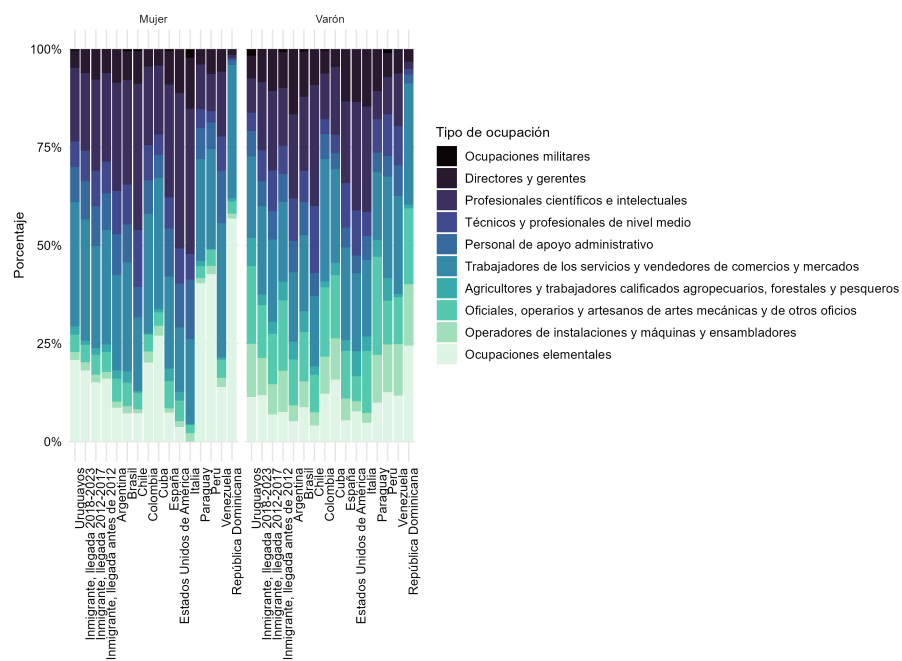 Mujer
Varón
100%
75%
50%
25%
0%
Porcentaje
Uruguayos
Inmigrante, llegada 2018-2023
Inmigrante, llegada 2012-2017
Inmigrante, llegada antes de 2012
Argentina
Brasil
Chile
Colombia
Cuba
España
Estados Unidos de América
Italia
Paraguay
Perú
Venezuela
República Dominicana
Uruguayos
Inmigrante, llegada 2018-2023
Inmigrante, llegada 2012-2017
Inmigrante, llegada antes de 2012
Argentina
Brasil
Chile
Colombia
Cuba
España
Estados Unidos de América
Italia
Paraguay
Perú
Venezuela
República Dominicana
Tipo de ocupación
Ocupaciones militares
Directores y gerentes
Profesionales científicos e intelectuales
Técnicos y profesionales de nivel medio
Personal de apoyo administrativo
Trabajadores de los servicios y vendedores de comercios y mercados
Agricultores y trabajadores calificados agropecuarios, forestales y pesqueros
Oficiales, operarios y artesanos de artes mecánicas y de otros oficios
Operadores de instalaciones y máquinas y ensambladores
Ocupaciones elementales